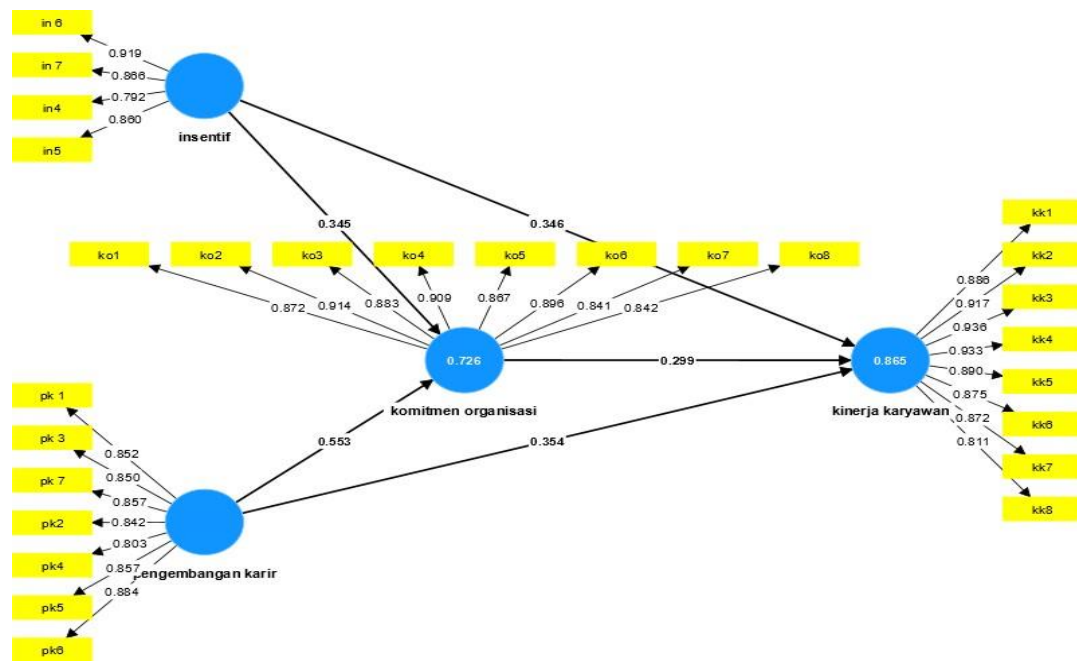 in 6
0.919
in 7
0.866
in4
0.792
in5
0.860
insentif
0.345
0.346
ko1
ko2
ko3
ko4
ko5
ko6
ko7
ko8
0.872
0.914
0.883
0.909
0.867
0.896
0.841
0.842
0.726
komitmen organisasi
0.299
0.553
0.354
pk 1
0.852
pk 3
0.850
pk 7
0.857
pk2
0.842
pk4
0.803
pk5
0.857
pk6
0.884
pengembangan karir
kk1
0.886
kk2
0.917
kk3
0.936
kk4
0.933
kk5
0.890
kk6
0.875
kk7
0.872
kk8
0.811
0.865
kinerja karyawan